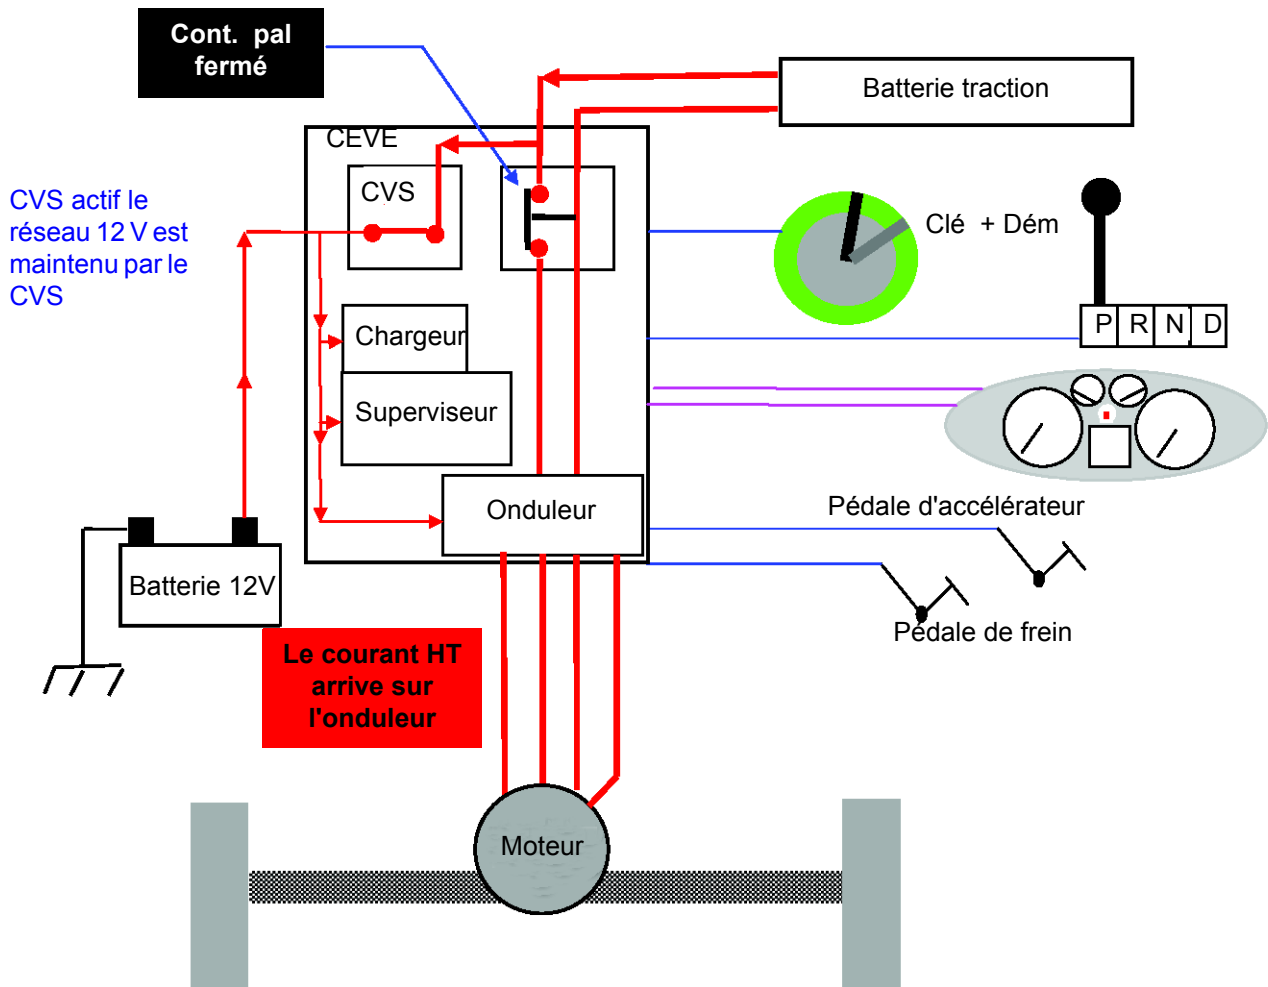 Cont. pal
fermé
Batterie traction
CEVE
CVS
CVS actif le
réseau 12 V est
maintenu par le
CVS
Clé + Dém
P R N D
Chargeur
Superviseur
Onduleur
Pédale d'accélérateur
Batterie 12V
Pédale de frein
Le courant HT
arrive sur
l'onduleur
Moteur